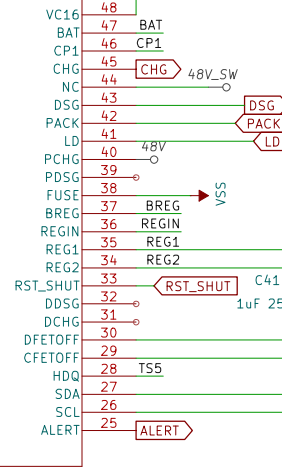 VC16 48
BAT 47 BAT
CP1 46 CP1
CHG 45 CHG
NC 44 48V_SW
DSG 43 DSG
PACK 42 PACK
LD 41 LD
PCHG 40 48V
PDSG 39
FUSE 38 VSS
BREG 37 BREG
REGIN 36 REGIN
REG1 35 REG1
REG2 34 REG2
RST_SHUT 33 RST_SHUT C41
DDSG 32 1uF 25
DCHG 31
DFETOFF 30
CFETOFF 29
HDQ 28 TS5
SDA 27
SCL 26
ALERT 25 ALERT